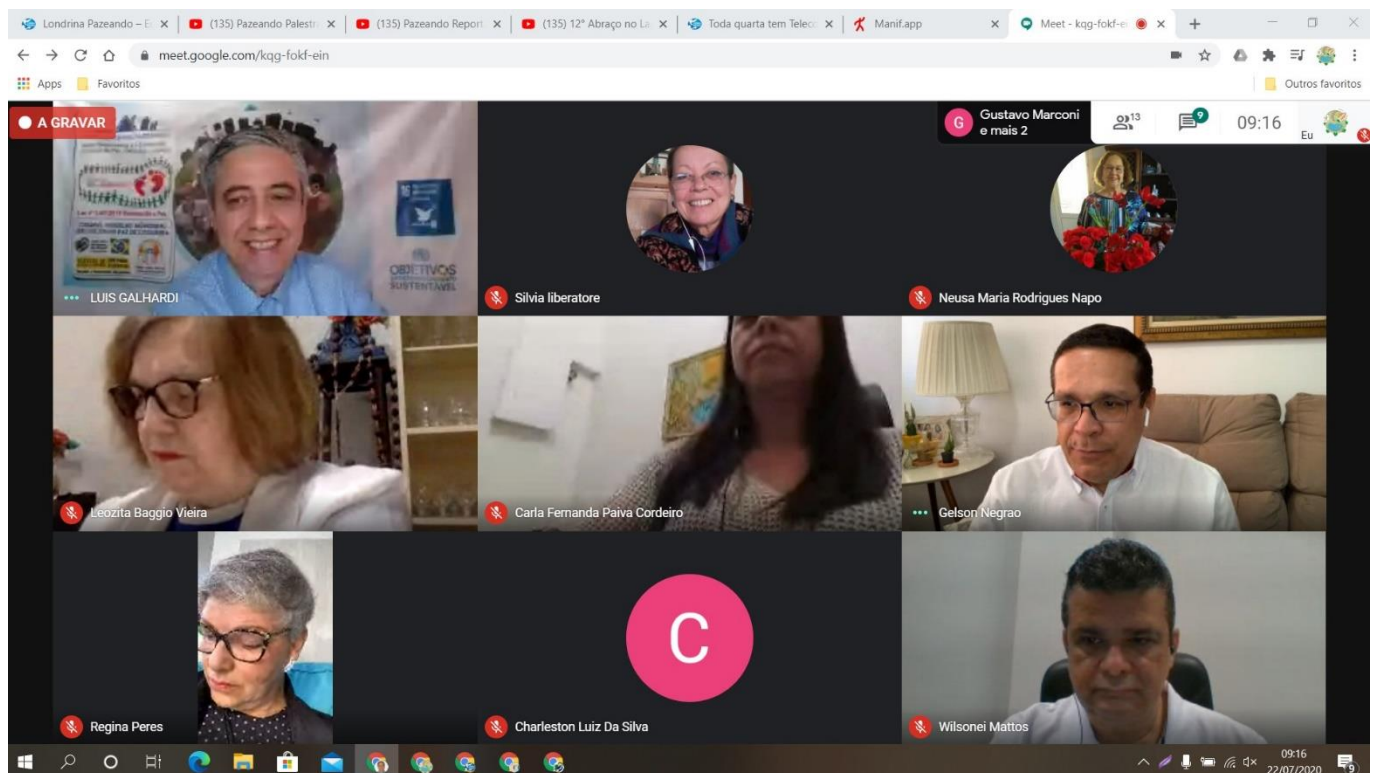 Londrina Pazeando – E
(135) Pazeando Palestr
(135) Pazeando Report
(135) 12° Abraço no La
Toda quarta tem Teleco
Manif.app
Meet - kqg-fokf-e
meet.google.com/kqg-fokf-ein
Apps
Favoritos
Outros favoritos
A GRAVAR
G
Gustavo Marconi
e mais 2
13
9
09:16
Eu
16
OBJETIVOS
SUSTENTÁVEL
LUIS GALHARDI
Silvia liberatore
Neusa Maria Rodrigues Napo
Leozita Baggio Vieira
Carla Fernanda Paiva Cordeiro
Gelson Negrao
C
Regina Peres
Charleston Luiz Da Silva
Wilsonei Mattos
09:16
22/07/2020
9